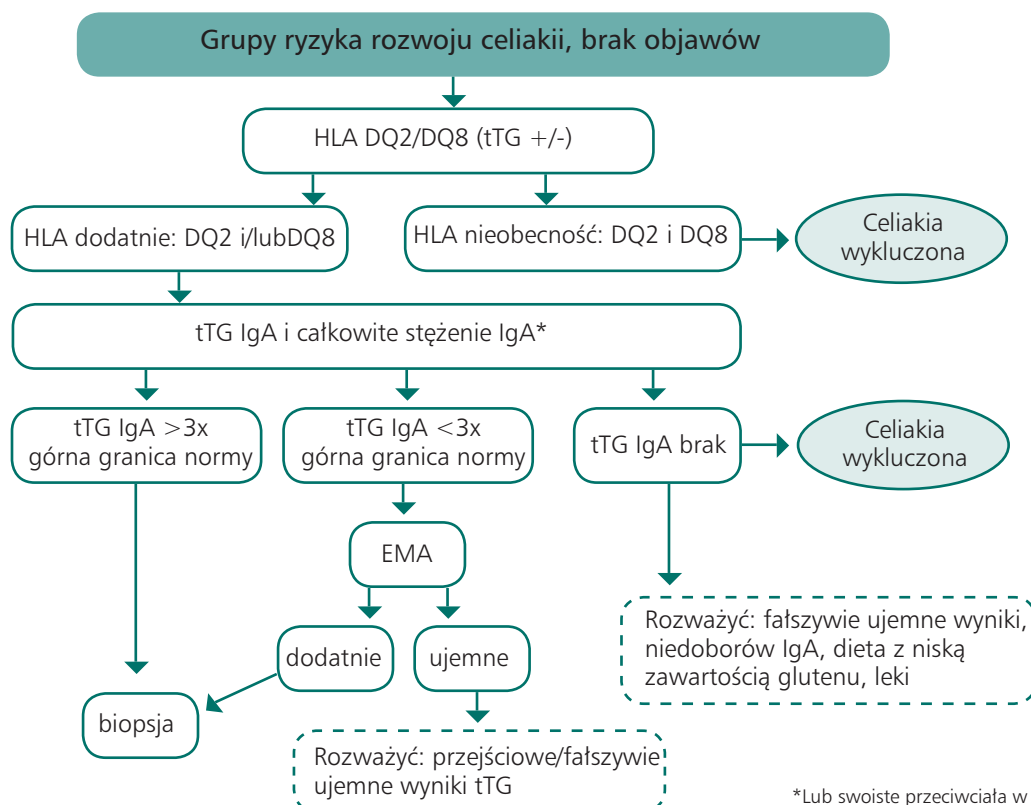 Grupy ryzyka rozwoju celiakii, brak objawów
HLA DQ2/DQ8 (tTG +/-)
HLA dodatnie: DQ2 i/lubDQ8
HLA nieobecność: DQ2 i DQ8
Celiakia
wykluczona
tTG IgA i całkowite stężenie IgA*
tTG IgA >3x
górna granica normy
tTG IgA <3x
górna granica normy
tTG IgA brak
Celiakia
wykluczona
EMA
dodatnie
ujemne
Rozważyć: fałszywie ujemne wyniki,
niedoborów IgA, dieta z niską
zawartością glutenu, leki
biopsja
Rozważyć: przejściowe/fałszywie
ujemne wyniki tTG
*Lub swoiste przeciwciała w